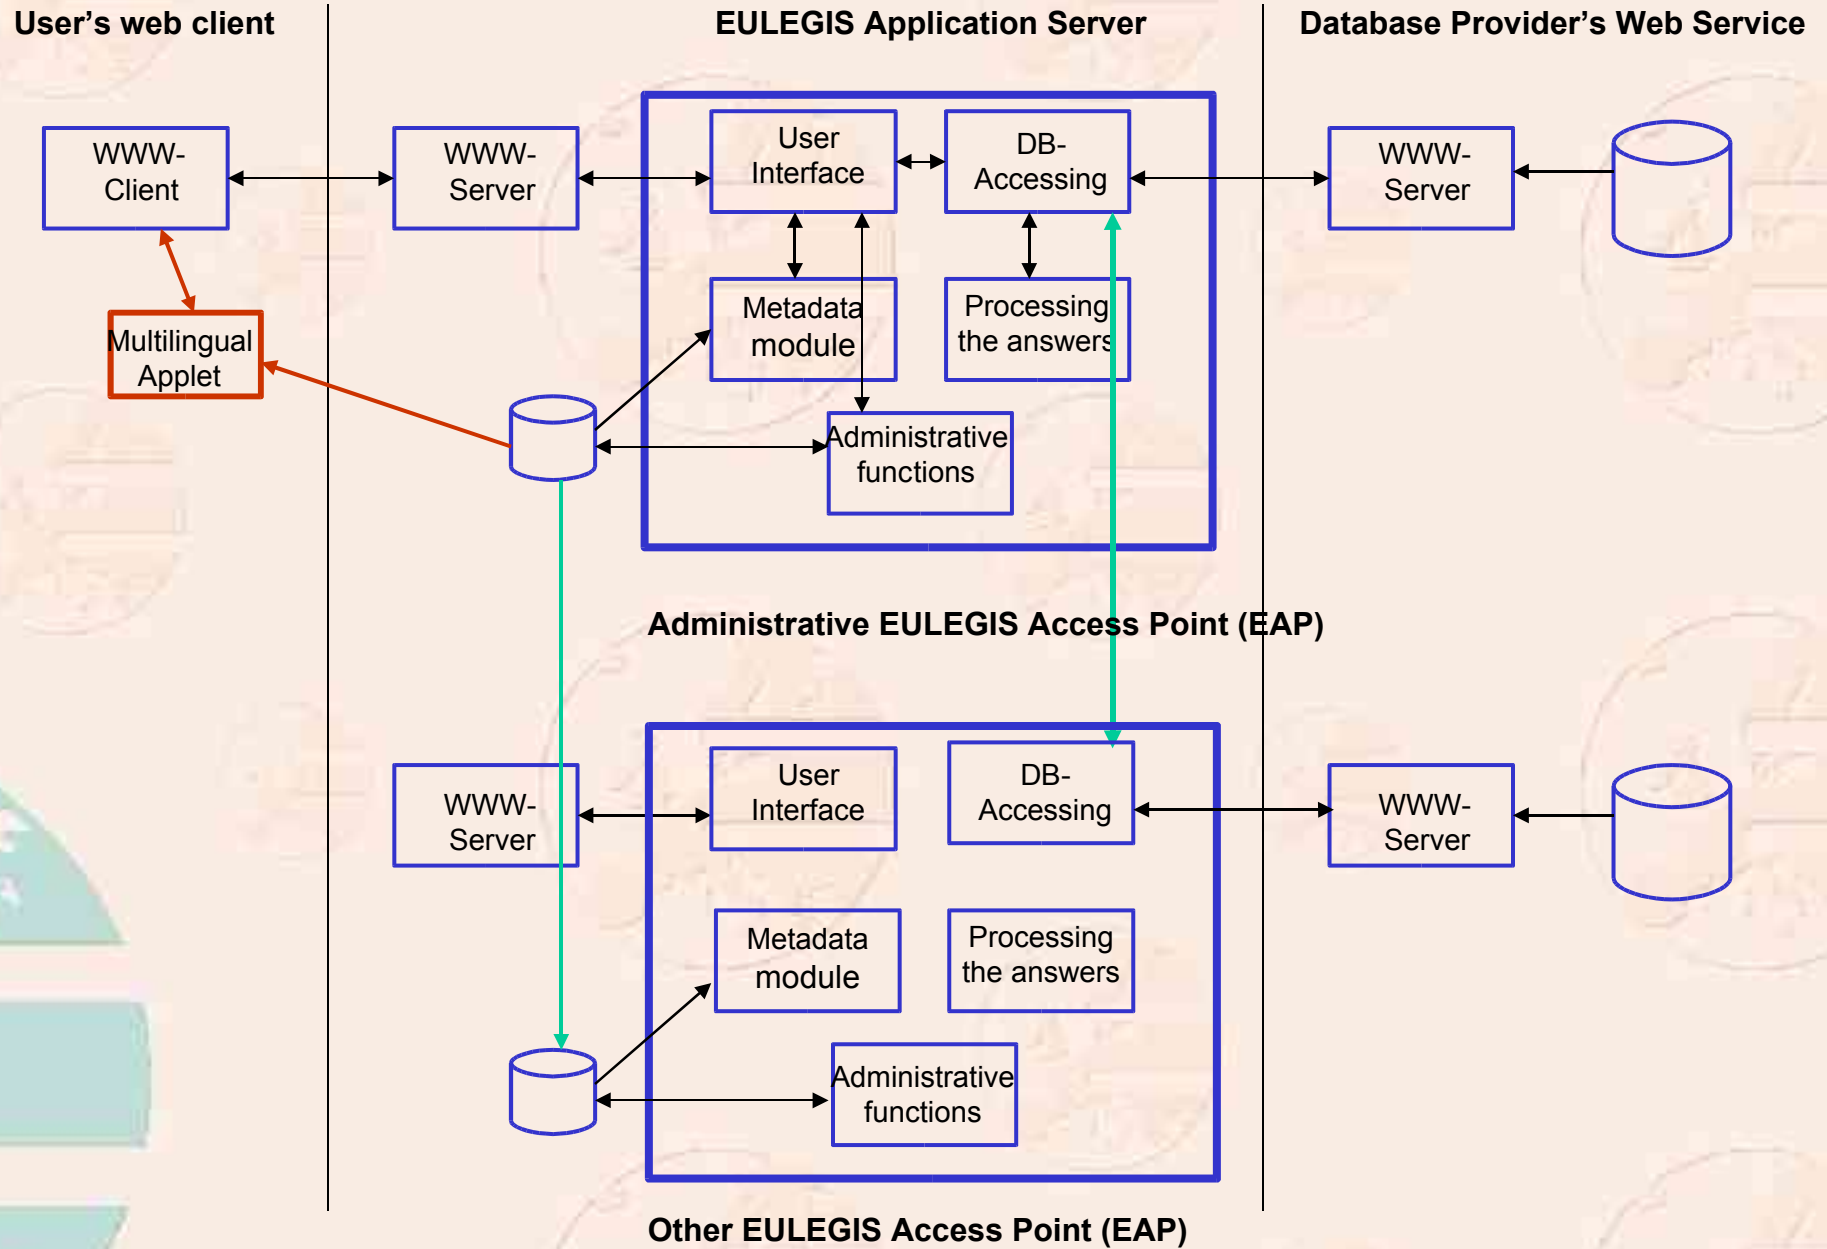 User's web client
EULEGIS Application Server
Database Provider's Web Service
WWW-
Client
WWW-
Server
User
Interface
DB-
Accessing
WWW-
Server
Multilingual
Applet
Metadata
module
Processing
the answers
Administrative
functions
Administrative EULEGIS Access Point (EAP)
WWW-
Server
User
Interface
DB-
Accessing
WWW-
Server
Metadata
module
Processing
the answers
Administrative
functions
Other EULEGIS Access Point (EAP)